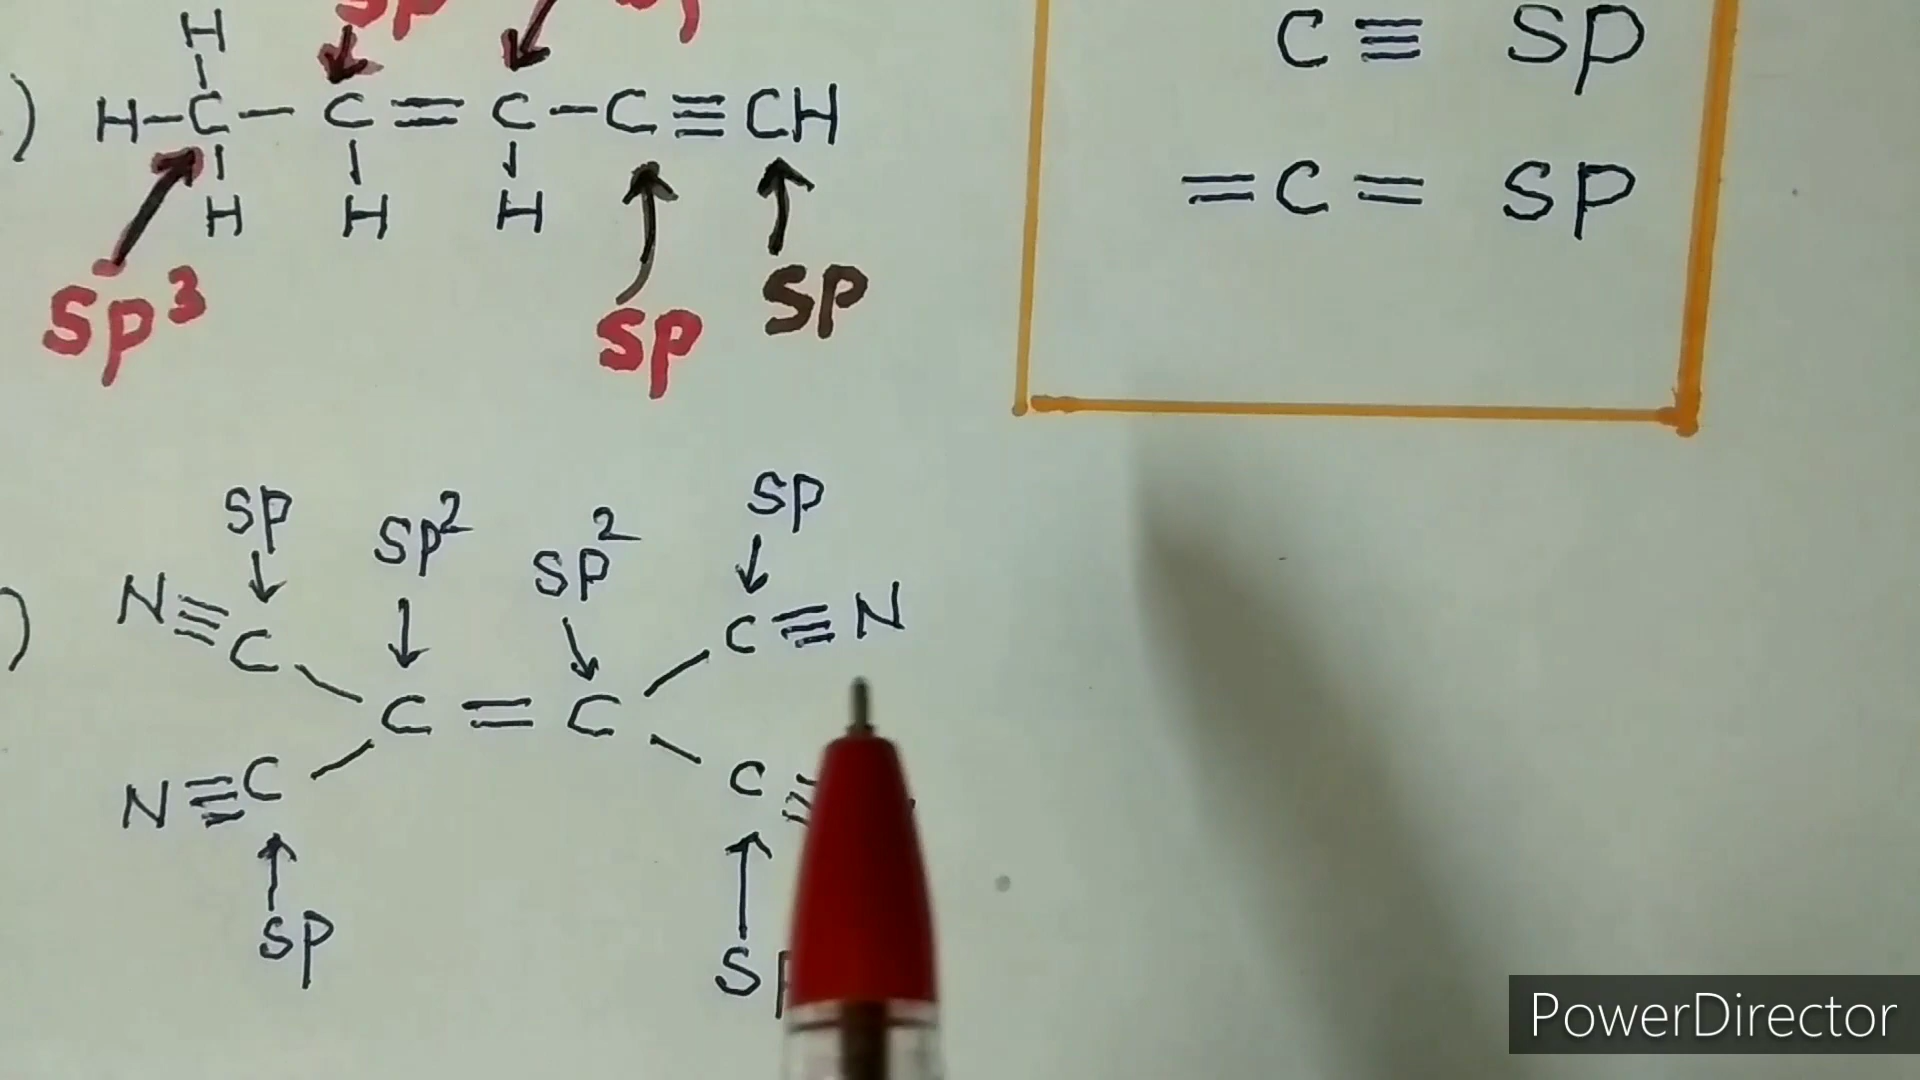 H
H-C-C=C-C≡CH
H H H
sp³ sp sp
C≡ SP
=C= SP
SP SP² SP² SP
N≡C C≡N
C=C
N≡C C≡
SP S
PowerDirector